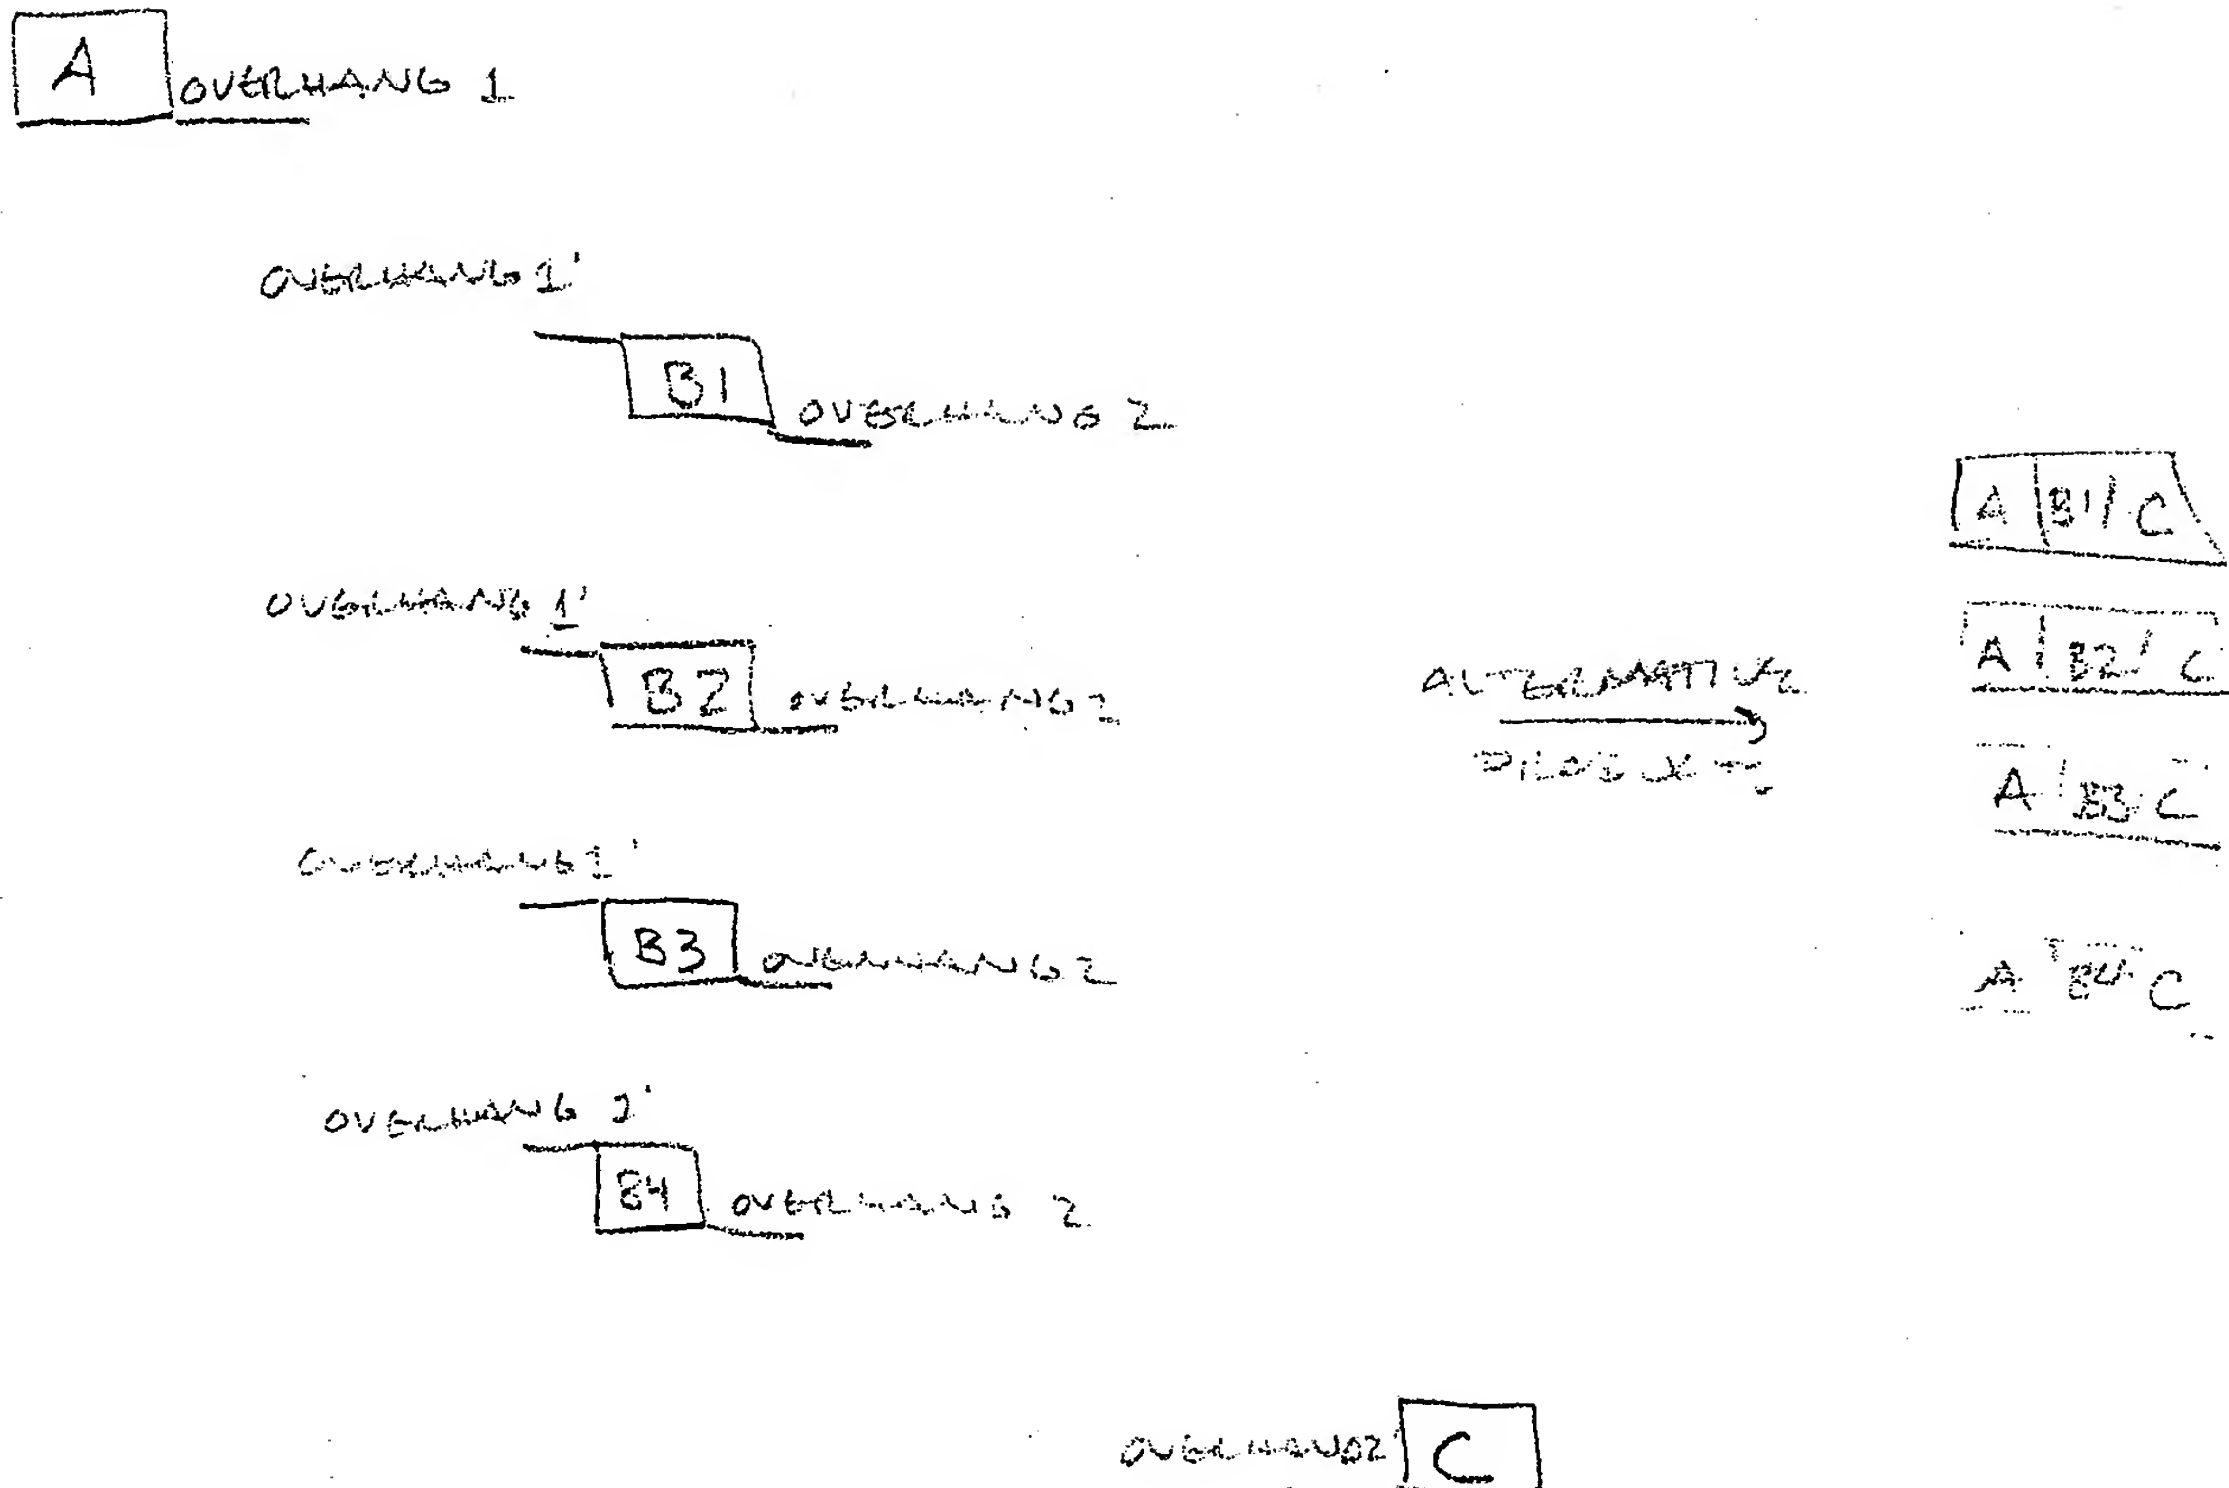 A OVERHANG 1
OVERHANG 1'
B1 OVERHANG 2
A B1 C
OVERHANG 1'
B2 OVERHANG 2
A B2 C
ALTERNATIVE
PRODUCTS
A B3 C
OVERHANG 1'
B3 OVERHANG 2
A B4 C
OVERHANG 1'
B4 OVERHANG 2
OVERHANG 2' C